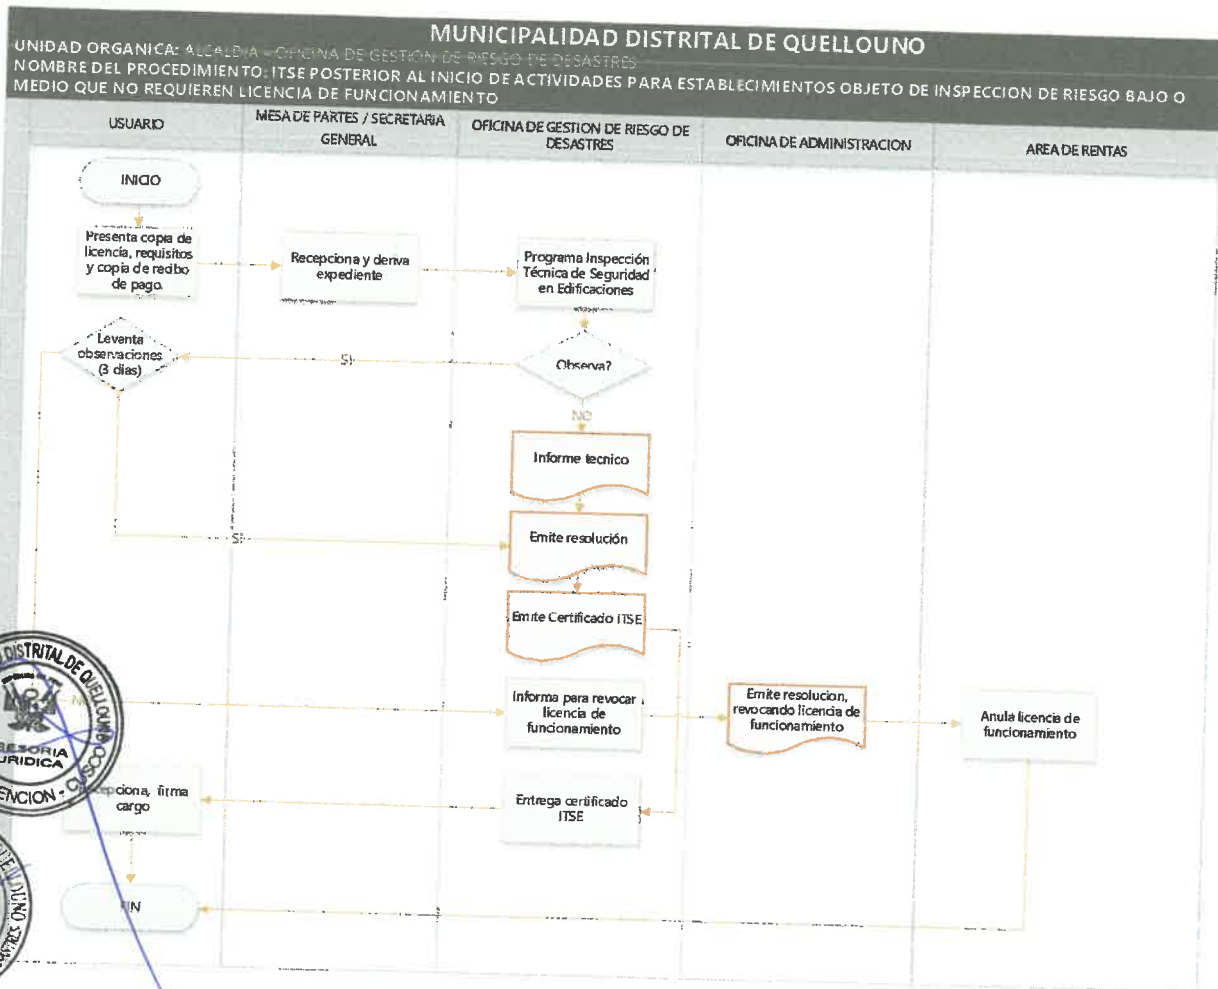 MUNICIPALIDAD DISTRITAL DE QUELLOUNO
UNIDAD ORGANICA: ALCALDIA - OFICINA DE GESTION DE RIESGO DE DESASTRES
NOMBRE DEL PROCEDIMIENTO: ITSE POSTERIOR AL INICIO DE ACTIVIDADES PARA ESTABLECIMIENTOS OBJETO DE INSPECCION DE RIESGO BAJO O
MEDIO QUE NO REQUIEREN LICENCIA DE FUNCIONAMIENTO
USUARIO
MESA DE PARTES / SECRETARIA
GENERAL
OFICINA DE GESTION DE RIESGO DE
DESASTRES
OFICINA DE ADMINISTRACION
AREA DE RENTAS
INICIO
Presenta copia de
licencia, requisitos
y copia de recibo
de pago.
Recepciona y deriva
expediente
Programa Inspección
Técnica de Seguridad
en Edificaciones
Levanta
observaciones
(3 dias)
SI
Observa?
NO
Informe tecnico
Emite resolución
SI
Emite Certificado ITSE
Informa para revocar
licencia de
funcionamiento
Emite resolucion,
revocando licencia de
funcionamiento
Anula licencia de
funcionamiento
firma
cargo
Entrega certificado
ITSE
FIN
DISTRITAL DE QUELLOUNO
JURIDICA
CUSCO